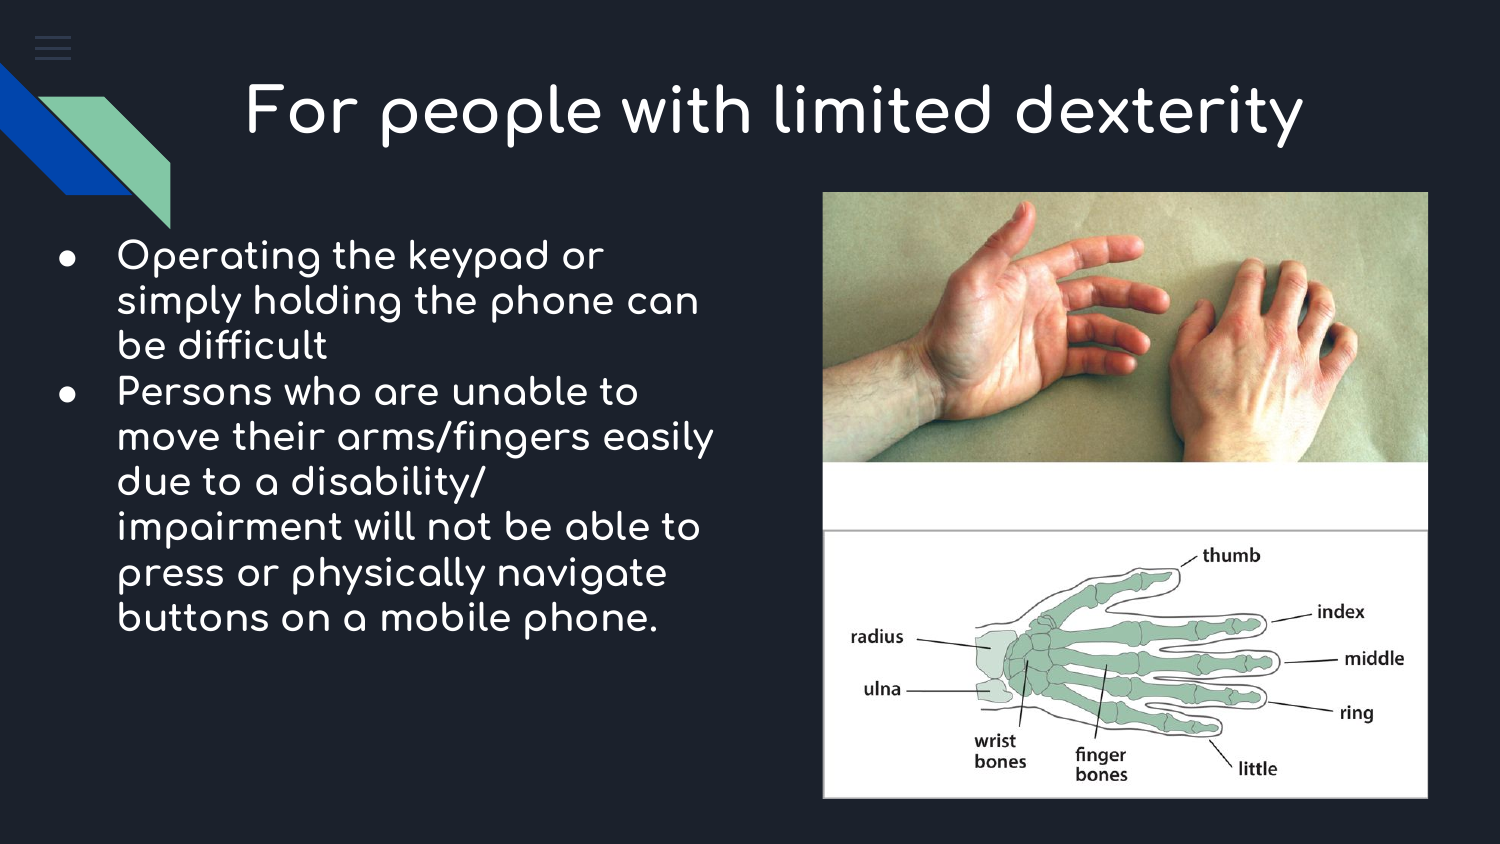 For people with limited dexterity
● Operating the keypad or
simply holding the phone can
be difficult
● Persons who are unable to
move their arms/fingers easily
due to a disability/
impairment will not be able to
press or physically navigate
buttons on a mobile phone.
thumb
index
radius
middle
ulna
ring
wrist
bones
finger
bones
little